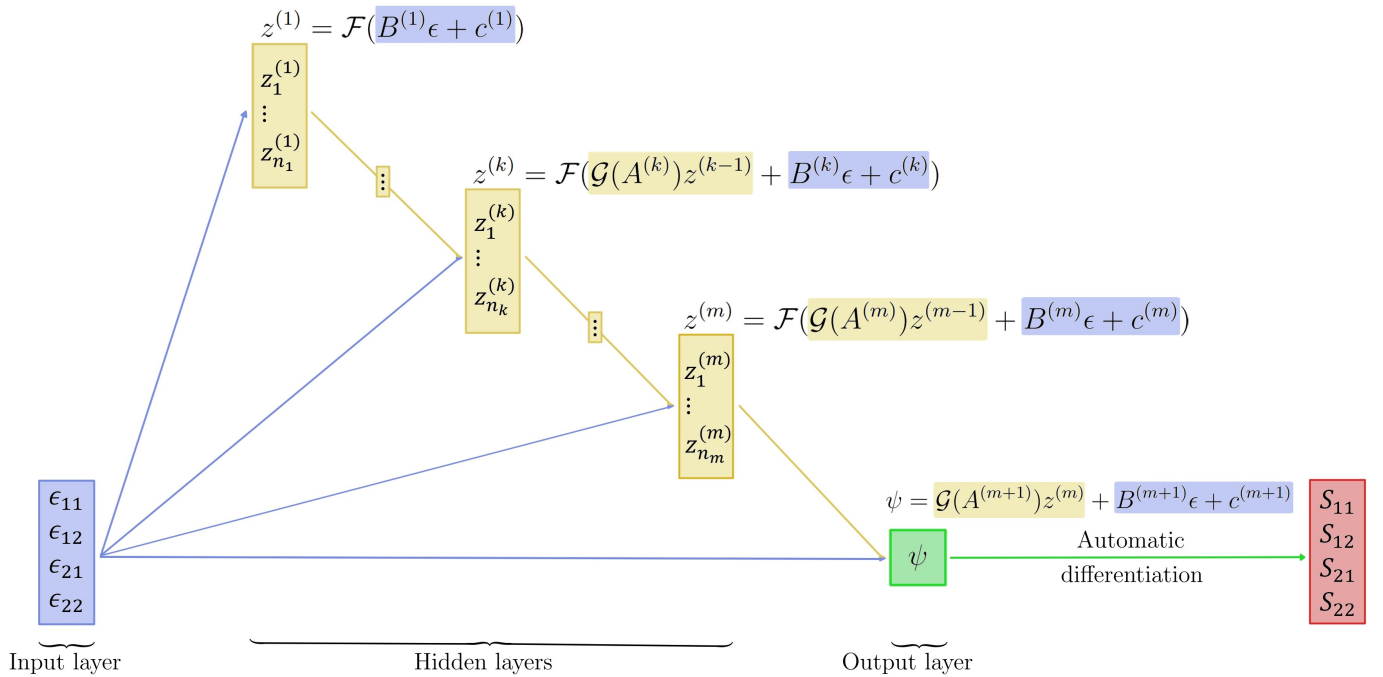 z^{(1)} = \mathcal{F}(B^{(1)}\epsilon + c^{(1)})
z_1^{(1)}
⋮
z_{n_1}^{(1)}
⋮
z^{(k)} = \mathcal{F}(\mathcal{G}(A^{(k)})z^{(k-1)} + B^{(k)}\epsilon + c^{(k)})
z_1^{(k)}
⋮
z_{n_k}^{(k)}
⋮
z^{(m)} = \mathcal{F}(\mathcal{G}(A^{(m)})z^{(m-1)} + B^{(m)}\epsilon + c^{(m)})
z_1^{(m)}
⋮
z_{n_m}^{(m)}
ϵ_{11}
ϵ_{12}
ϵ_{21}
ϵ_{22}
ψ = \mathcal{G}(A^{(m+1)})z^{(m)} + B^{(m+1)}\epsilon + c^{(m+1)}
ψ
Automatic
differentiation
S_{11}
S_{12}
S_{21}
S_{22}
Input layer
Hidden layers
Output layer